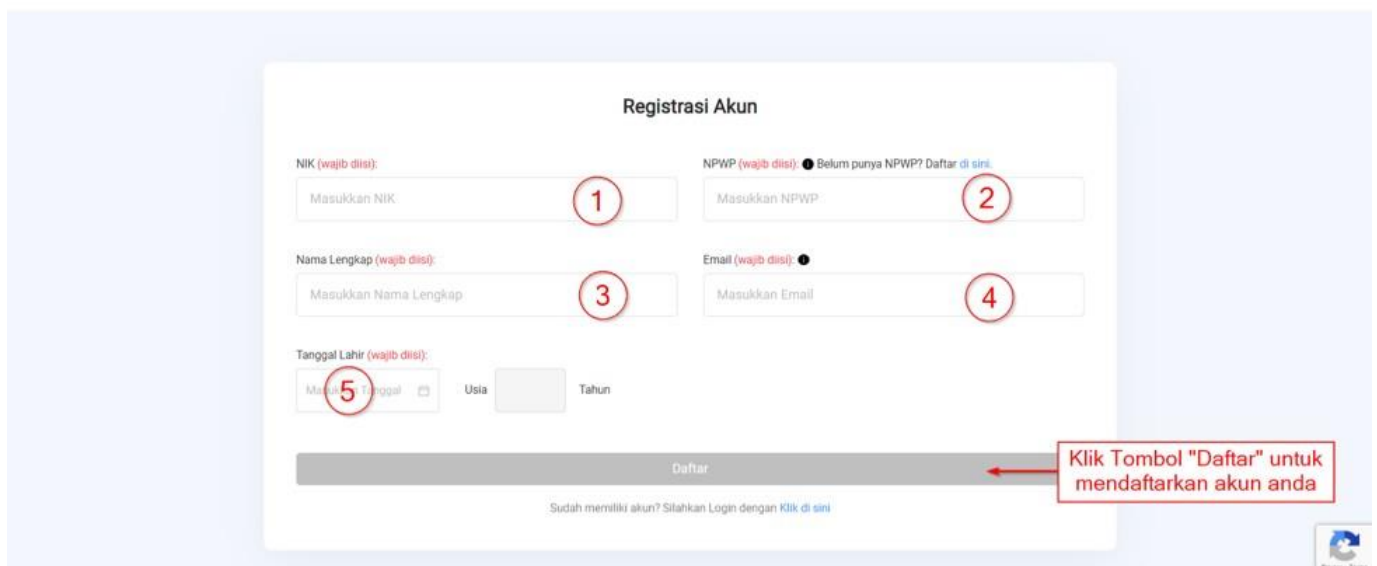 Registrasi Akun
NIK (wajib diisi):
NPWP (wajib diisi): Belum punya NPWP? Daftar di sini.
Masukkan NIK
1
Masukkan NPWP
2
Nama Lengkap (wajib diisi):
Email (wajib diisi):
Masukkan Nama Lengkap
3
Masukkan Email
4
Tanggal Lahir (wajib diisi):
Tanggal
5
Usia
Tahun
Daftar
Klik Tombol "Daftar" untuk
mendaftarkan akun anda
Sudah memiliki akun? Silahkan Login dengan Klik di sini